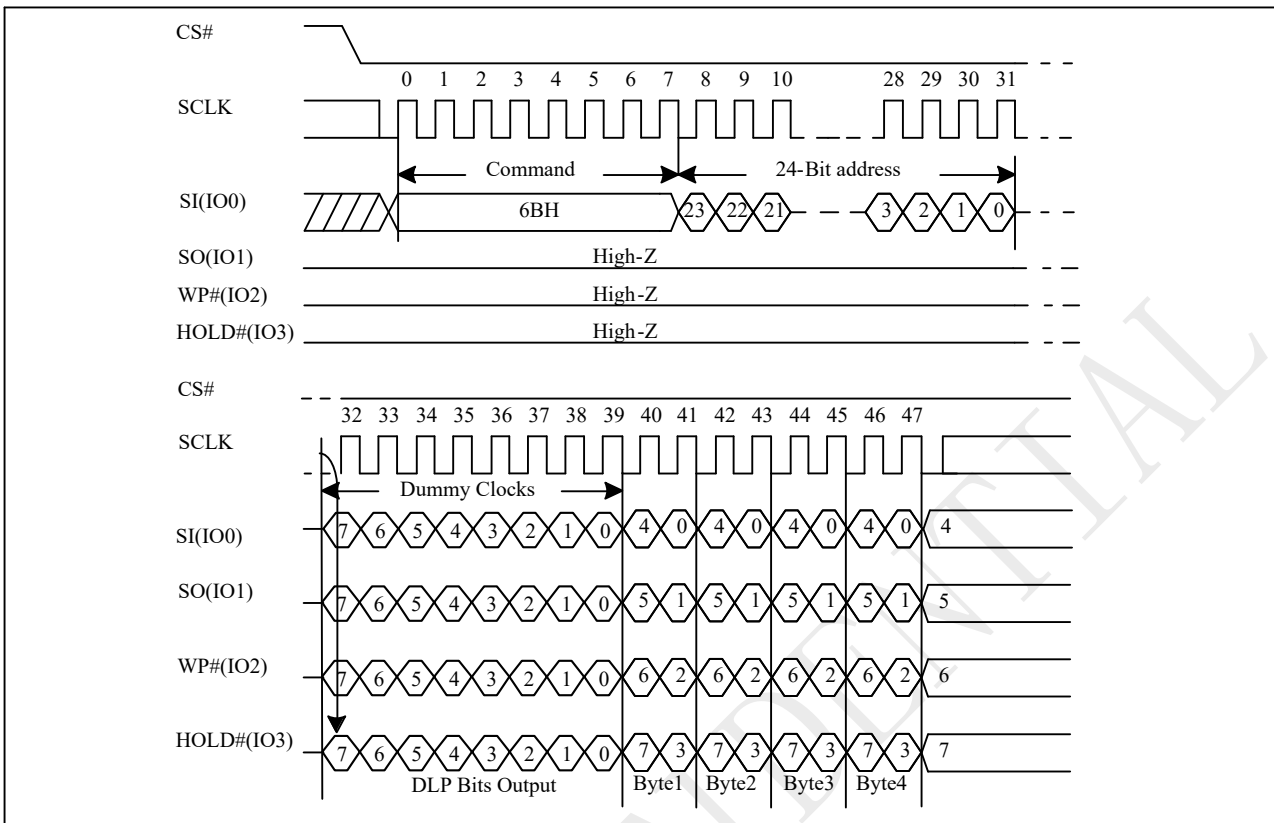 CS#
0 1 2 3 4 5 6 7 8 9 10 28 29 30 31
SCLK
Command 24-Bit address
SI(IO0) 6BH 23 22 21 3 2 1 0
SO(IO1) High-Z
WP#(IO2) High-Z
HOLD#(IO3) High-Z
CS#
32 33 34 35 36 37 38 39 40 41 42 43 44 45 46 47
SCLK
Dummy Clocks
SI(IO0) 7 6 5 4 3 2 1 0 4 0 4 0 4 0 4 0 4
SO(IO1) 7 6 5 4 3 2 1 0 5 1 5 1 5 1 5 1 5
WP#(IO2) 7 6 5 4 3 2 1 0 6 2 6 2 6 2 6 2 6
HOLD#(IO3) 7 6 5 4 3 2 1 0 7 3 7 3 7 3 7 3 7
DLP Bits Output Byte1 Byte2 Byte3 Byte4
DENTIAL